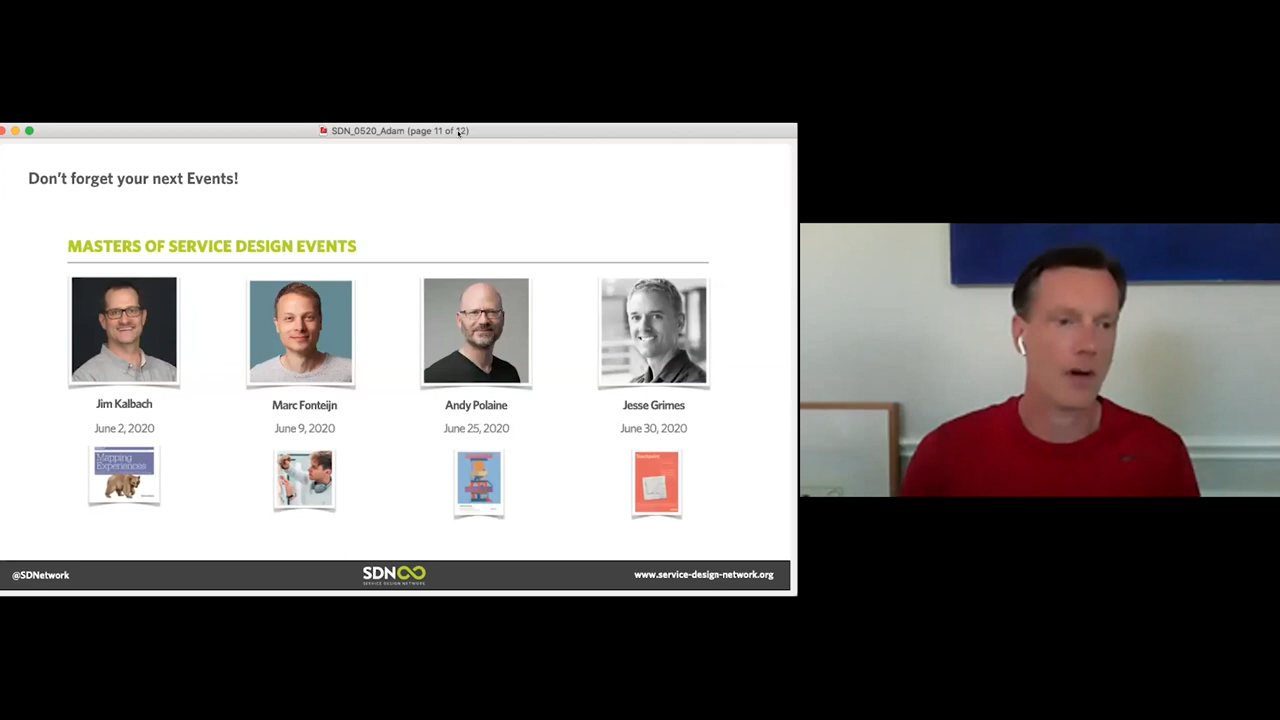 SDN_0520_Adam (page 11 of 12)
Don't forget your next Events!
MASTERS OF SERVICE DESIGN EVENTS
Jim Kalbach
Marc Fonteijn
Andy Polaine
Jesse Grimes
June 2, 2020
June 9, 2020
June 25, 2020
June 30, 2020
Mapping
Experiences
@SDNetwork
SDN
SERVICE DESIGN NETWORK
www.service-design-network.org